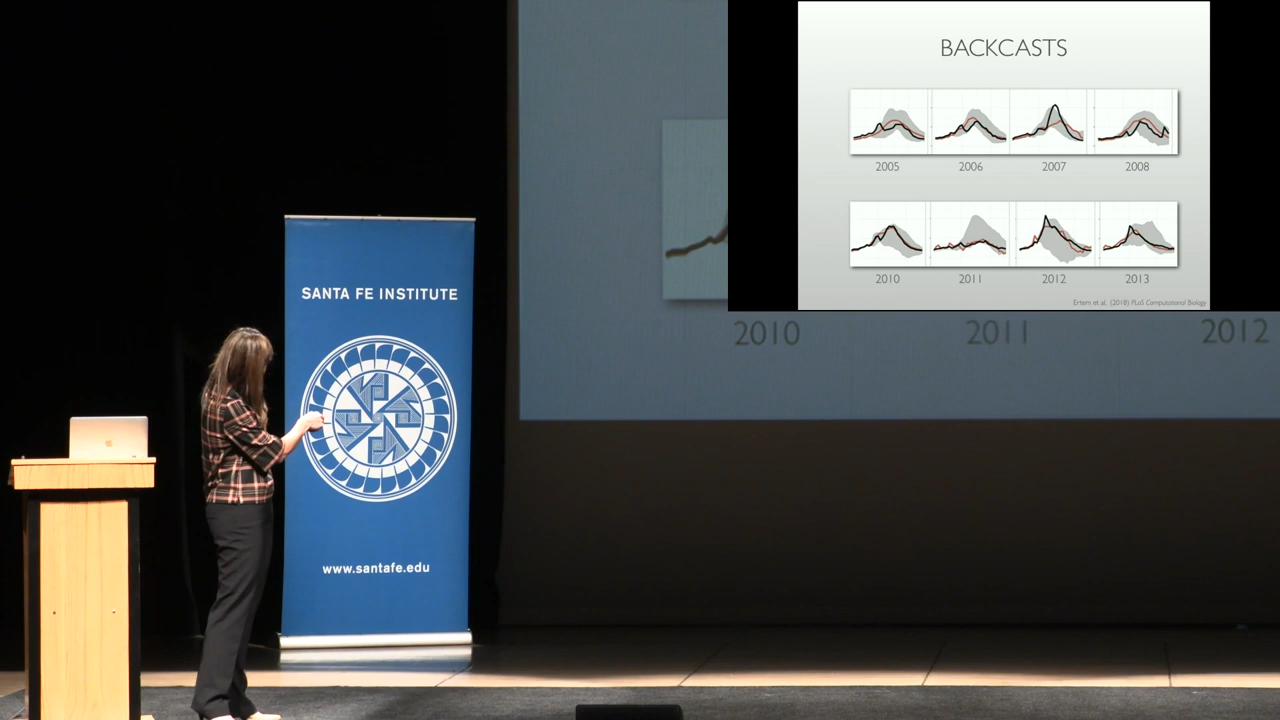 BACKCASTS
2005 2006 2007 2008
2010 2011 2012 2013
Ertem et al. (2018) PLoS Computational Biology
SANTA FE INSTITUTE
www.santafe.edu
2010 2011 2012